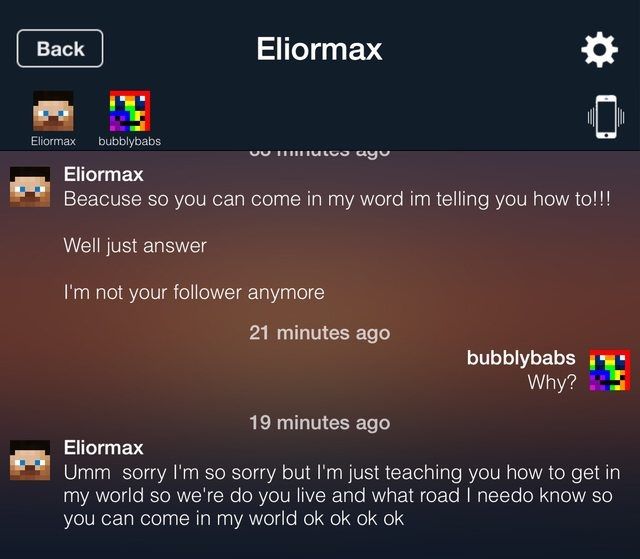 Back
Eliormax
Eliormax
bubblybabs
minutes ago
Eliormax
Beacuse so you can come in my word im telling you how to!!!
Well just answer
I'm not your follower anymore
21 minutes ago
bubblybabs
Why?
19 minutes ago
Eliormax
Umm  sorry I'm so sorry but I'm just teaching you how to get in
my world so we're do you live and what road I needo know so
you can come in my world ok ok ok ok